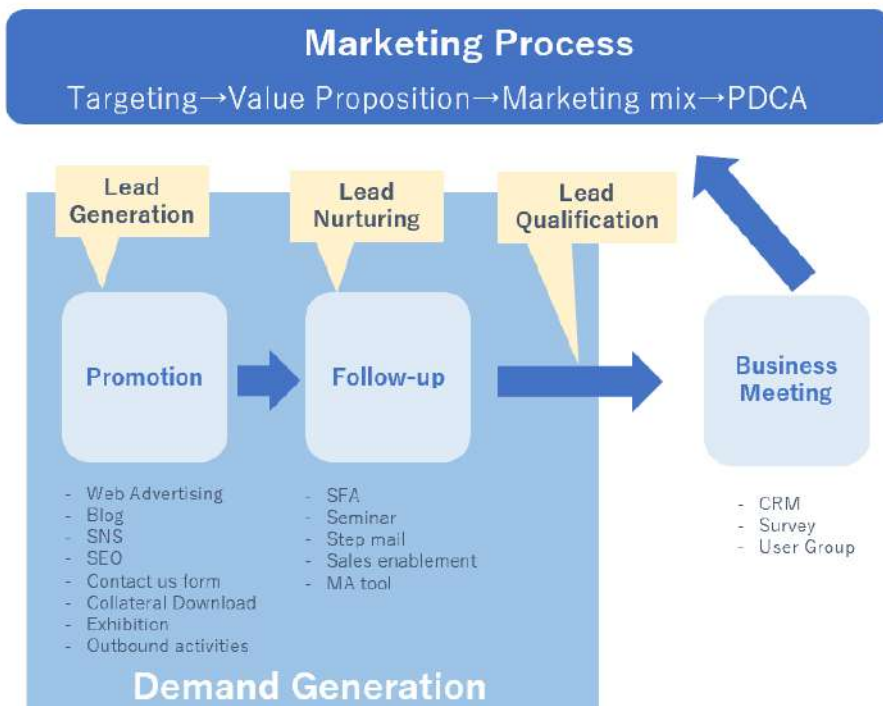 Marketing Process
Targeting→Value Proposition→Marketing mix→PDCA
Lead
Generation
Lead
Nurturing
Lead
Qualification
Promotion
Follow-up
Business
Meeting
- Web Advertising
- Blog
- SNS
- SEO
- Contact us form
- Collateral Download
- Exhibition
- Outbound activities
- SFA
- Seminar
- Step mail
- Sales enablement
- MA tool
- CRM
- Survey
- User Group
Demand Generation